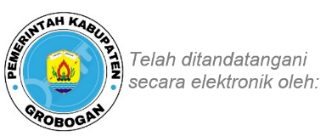 PEMERINTAH KABUPATEN
GROBOGAN
Telah ditandatangani
secara elektronik oleh: